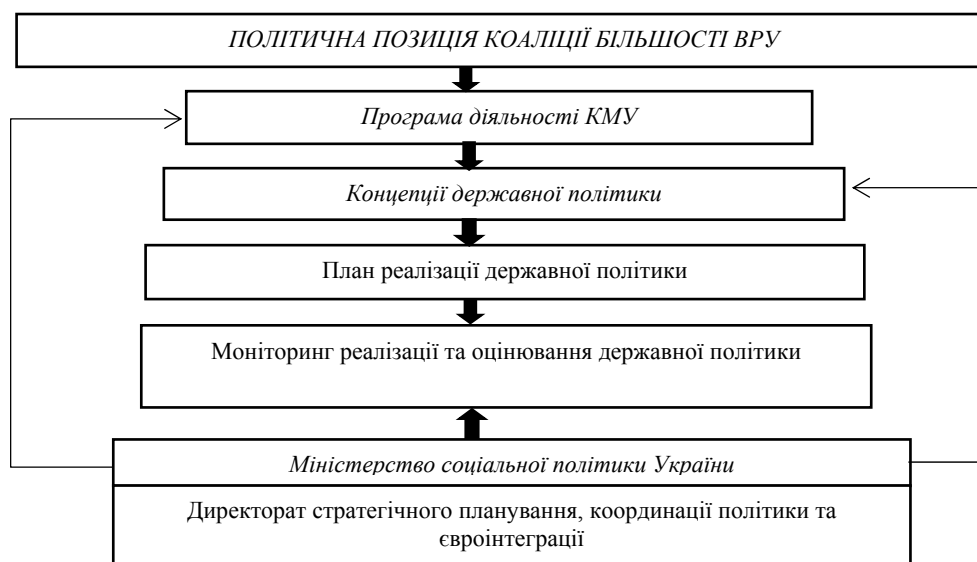 ПОЛІТИЧНА ПОЗИЦІЯ КОАЛІЦІЇ БІЛЬШОСТІ ВРУ
Програма діяльності КМУ
Концепції державної політики
План реалізації державної політики
Моніторинг реалізації та оцінювання державної політики
Міністерство соціальної політики України
Директорат стратегічного планування, координації політики та
євроінтеграції